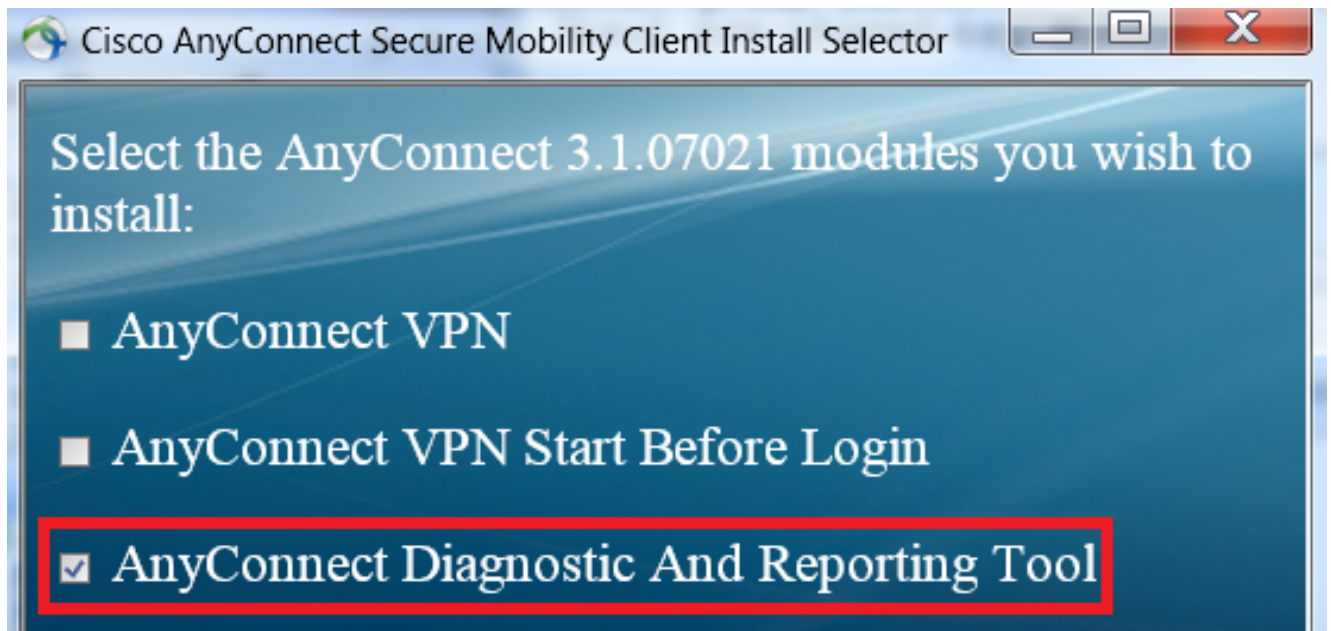 Cisco AnyConnect Secure Mobility Client Install Selector
Select the AnyConnect 3.1.07021 modules you wish to
install:
AnyConnect VPN
AnyConnect VPN Start Before Login
AnyConnect Diagnostic And Reporting Tool